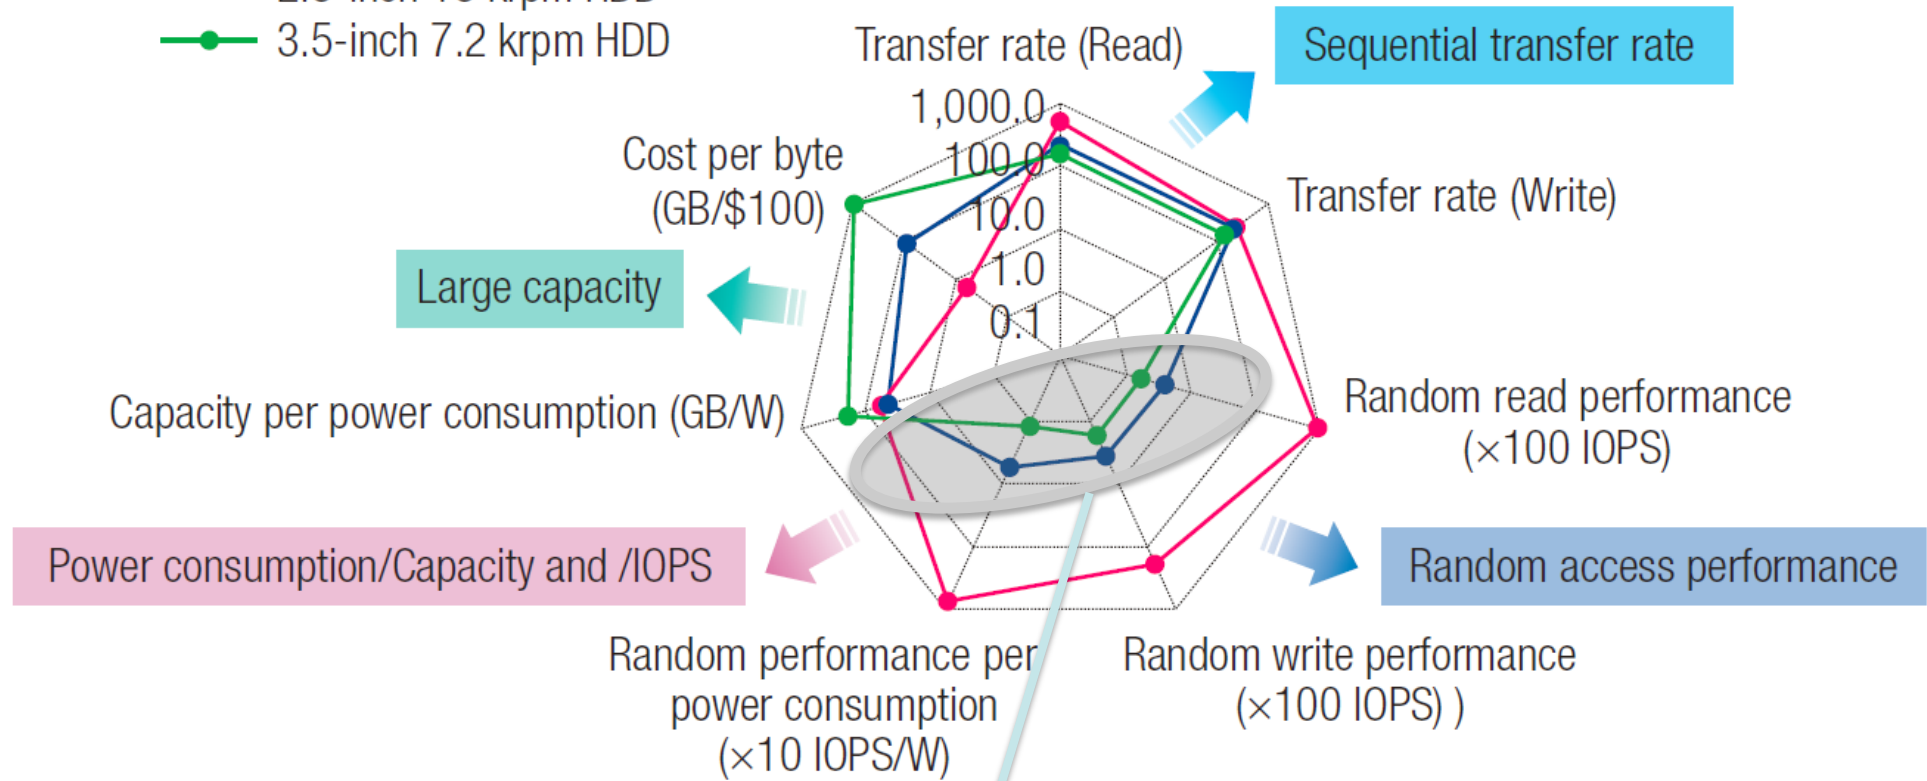 3.5-inch 7.2 krpm HDD
Transfer rate (Read)
Sequential transfer rate
1,000.0
100.0
10.0
1.0
0.1
Cost per byte
(GB/$100)
Transfer rate (Write)
Large capacity
Capacity per power consumption (GB/W)
Random read performance
(×100 IOPS)
Power consumption/Capacity and /IOPS
Random access performance
Random performance per
power consumption
(×10 IOPS/W)
Random write performance
(×100 IOPS) )